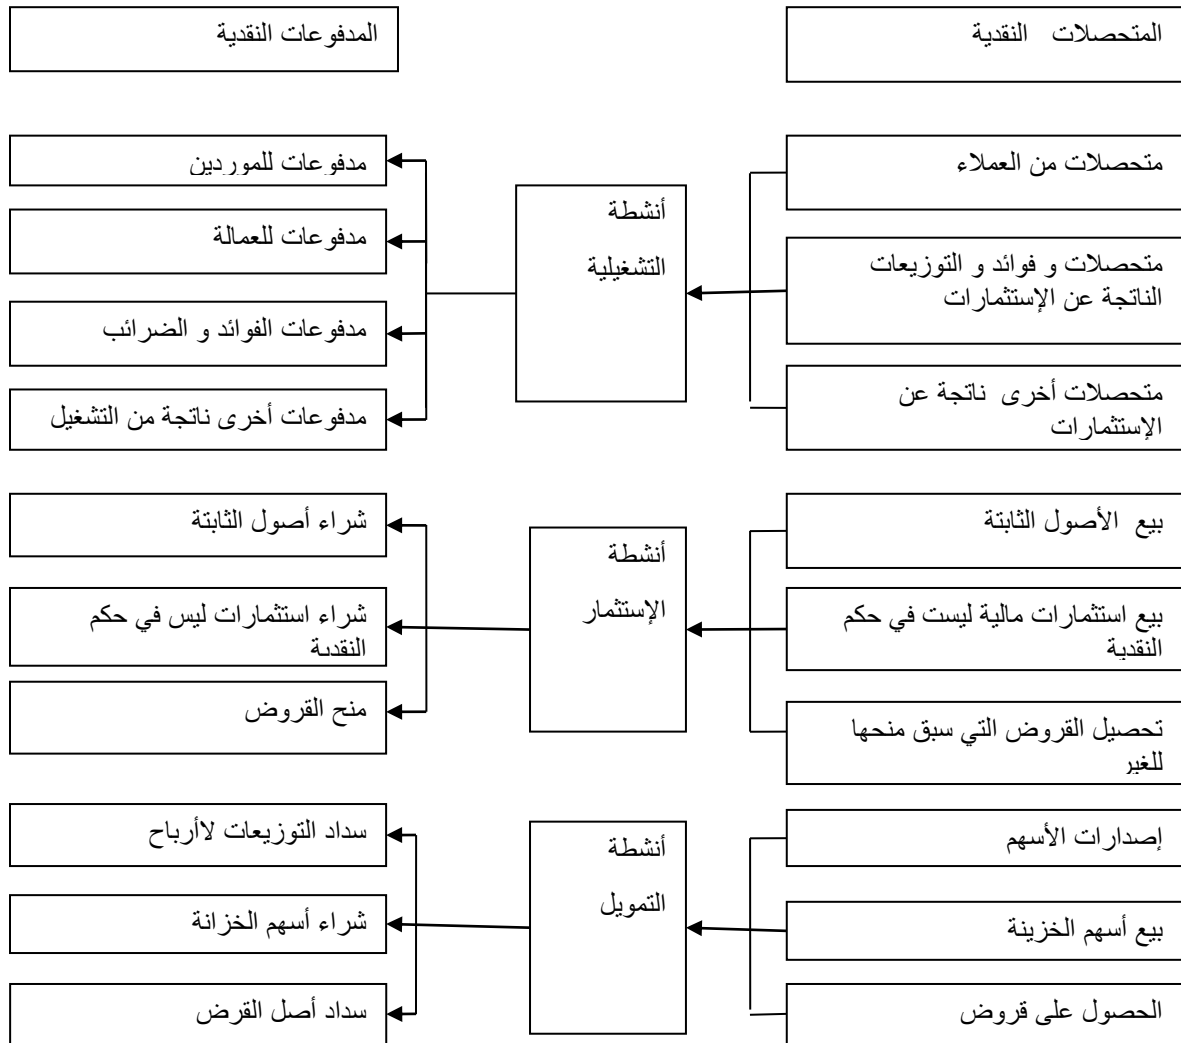 المتحصلات النقدية
المدفوعات النقدية
متحصلات من العملاء
متحصلات و فوائد و التوزيعات
الناتجة عن الإستثمارات
متحصلات أخرى ناتجة عن
الإستثمارات
أنشطة
التشغيلية
مدفوعات للموردين
مدفوعات للعمالة
مدفوعات الفوائد و الضرائب
مدفوعات أخرى ناتجة من التشغيل
بيع الأصول الثابتة
بيع استثمارات مالية ليست في حكم
النقدية
تحصيل القروض التي سبق منحها
للغير
أنشطة
الإستثمار
شراء أصول الثابتة
شراء استثمارات ليس في حكم
النقدية
منح القروض
إصدارات الأسهم
بيع أسهم الخزينة
الحصول على قروض
أنشطة
التمويل
سداد التوزيعات لاأرباح
شراء أسهم الخزانة
سداد أصل القرض